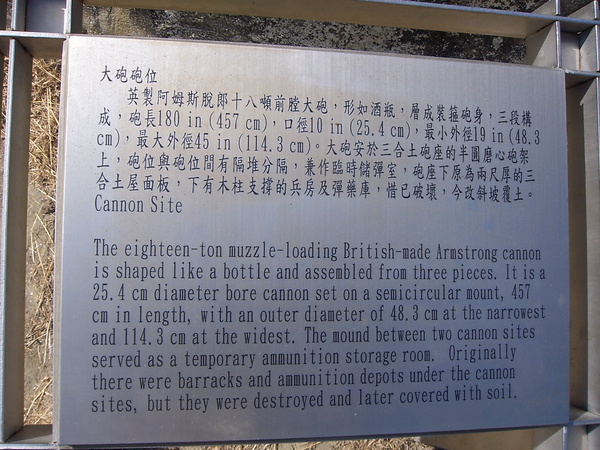 大砲砲位
英製阿姆斯脫郎十八噸前膛大砲，形如酒瓶，層成裝箍砲身，三段構
成，砲長180 in (457 cm)，口徑10 in (25.4 cm)，最小外徑19 in (48.3
cm)，最大外徑45 in (114.3 cm)。大砲安於三合土砲座的半圓磨心砲架
上，砲位與砲位間有隔堆分隔，兼作臨時儲彈室，砲座下原為兩尺厚的三
合土屋面板，下有木柱支撐的兵房及彈藥庫，惜已破壞，今改斜坡覆土。
Cannon Site
The eighteen-ton muzzle-loading British-made Armstrong cannon
is shaped like a bottle and assembled from three pieces. It is a
25.4 cm diameter bore cannon set on a semicircular mount, 457
cm in length, with an outer diameter of 48.3 cm at the narrowest
and 114.3 cm at the widest. The mound between two cannon sites
served as a temporary ammunition storage room. Originally
there were barracks and ammunition depots under the cannon
sites, but they were destroyed and later covered with soil.